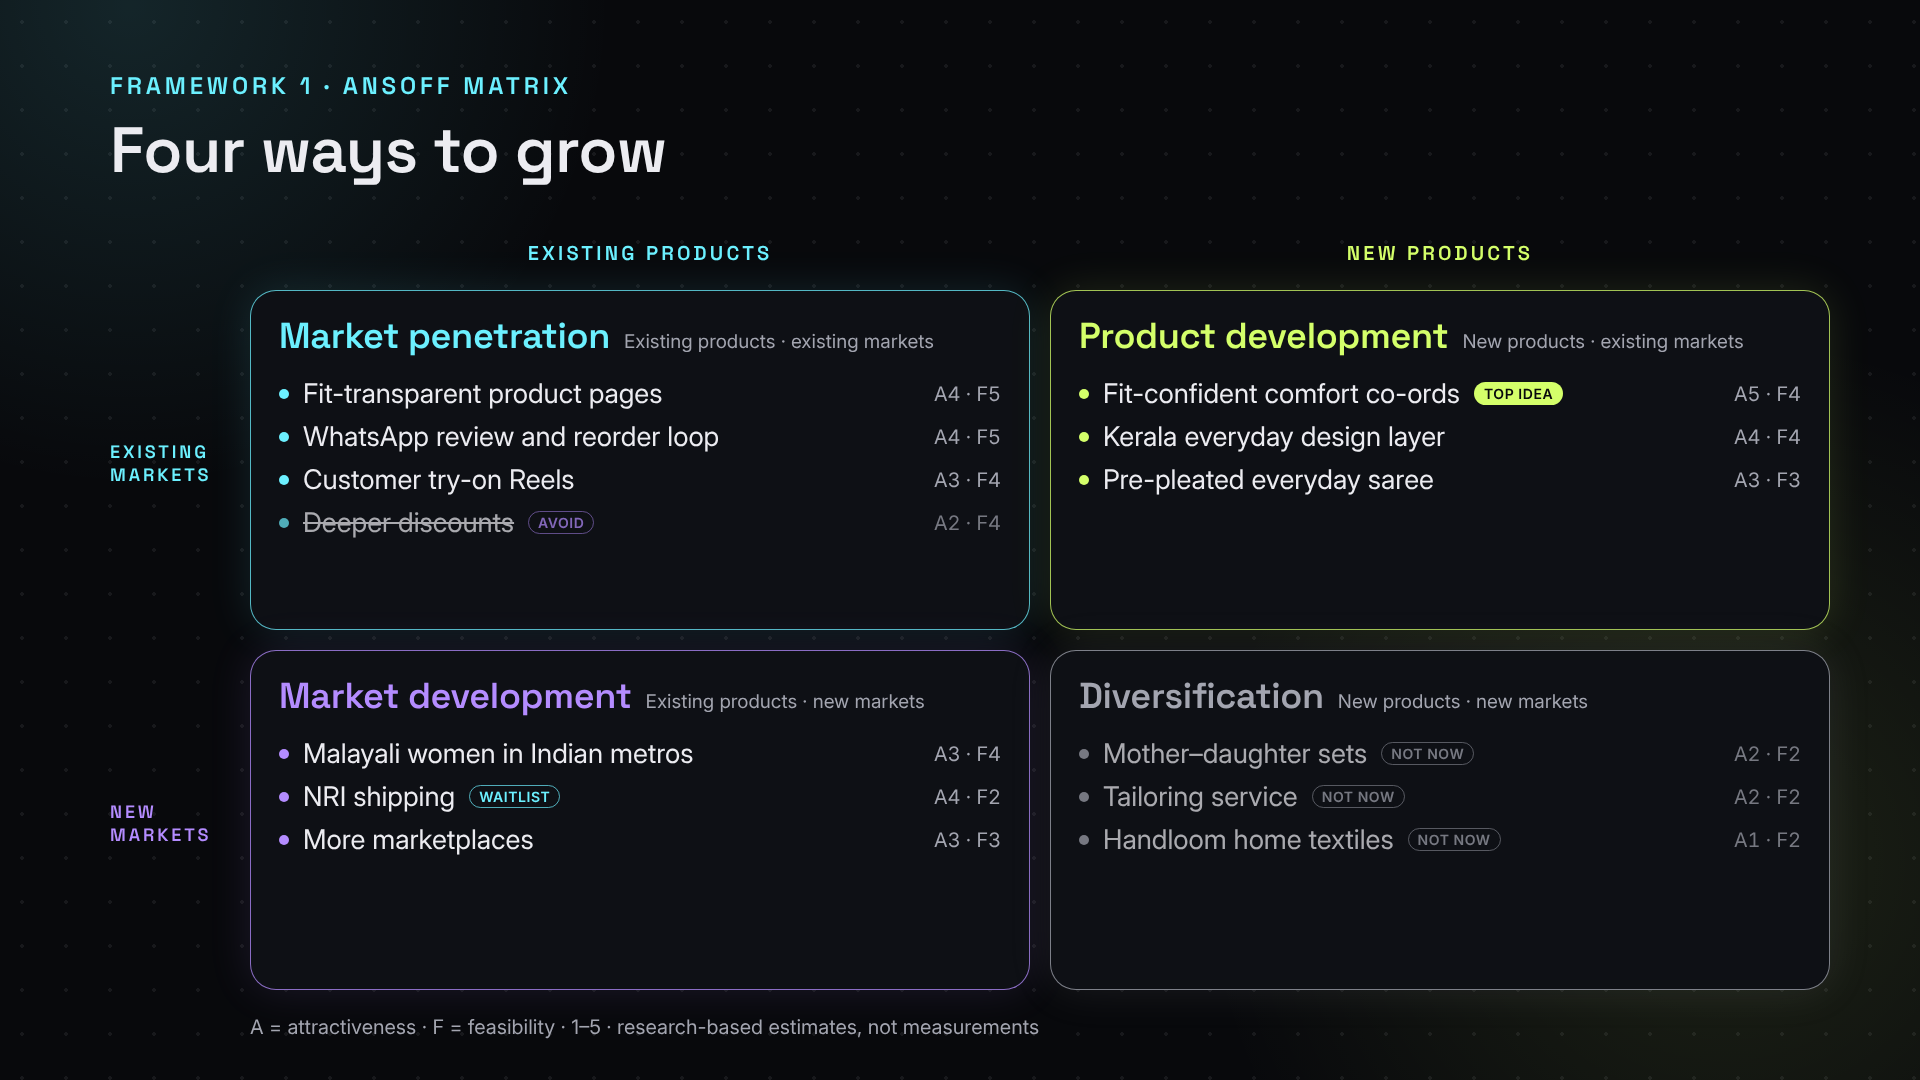 FRAMEWORK 1 · ANSOFF MATRIX
Four ways to grow
EXISTING PRODUCTS
NEW PRODUCTS
EXISTING
MARKETS
Market penetration Existing products · existing markets
Fit-transparent product pages A4 · F5
WhatsApp review and reorder loop A4 · F5
Customer try-on Reels A3 · F4
Deeper discounts AVOID A2 · F4
Product development New products · existing markets
Fit-confident comfort co-ords TOP IDEA A5 · F4
Kerala everyday design layer A4 · F4
Pre-pleated everyday saree A3 · F3
NEW
MARKETS
Market development Existing products · new markets
Malayali women in Indian metros A3 · F4
NRI shipping WAITLIST A4 · F2
More marketplaces A3 · F3
Diversification New products · new markets
Mother–daughter sets NOT NOW A2 · F2
Tailoring service NOT NOW A2 · F2
Handloom home textiles NOT NOW A1 · F2
A = attractiveness · F = feasibility · 1–5 · research-based estimates, not measurements